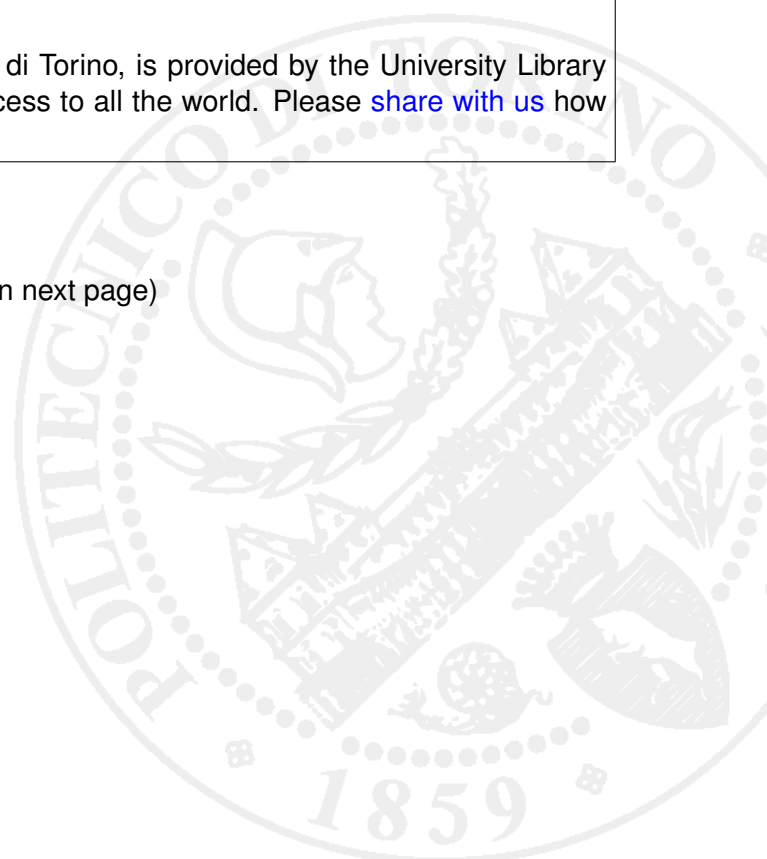 di Torino, is provided by the University Library
cess to all the world. Please share with us how
n next page)
POLITECNICO DI TORINO
1859